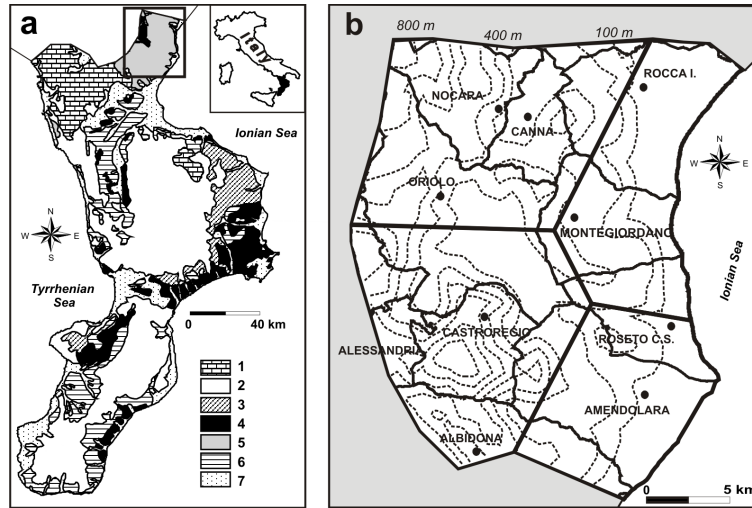 a
Italy
Ionian Sea
N
W E
S
Tyrrhenian
Sea
0 40 km
1
2
3
4
5
6
7
b
800 m 400 m 100 m
ROCCA I.
NOCARA
CANNA
N
W E
S
ORIOLO
MONTEGIORDANO
Ionian Sea
CASTROREGIO
ROSETO C.S.
ALESSANDRIA
AMENDOLARA
ALBIDONA
0 5 km